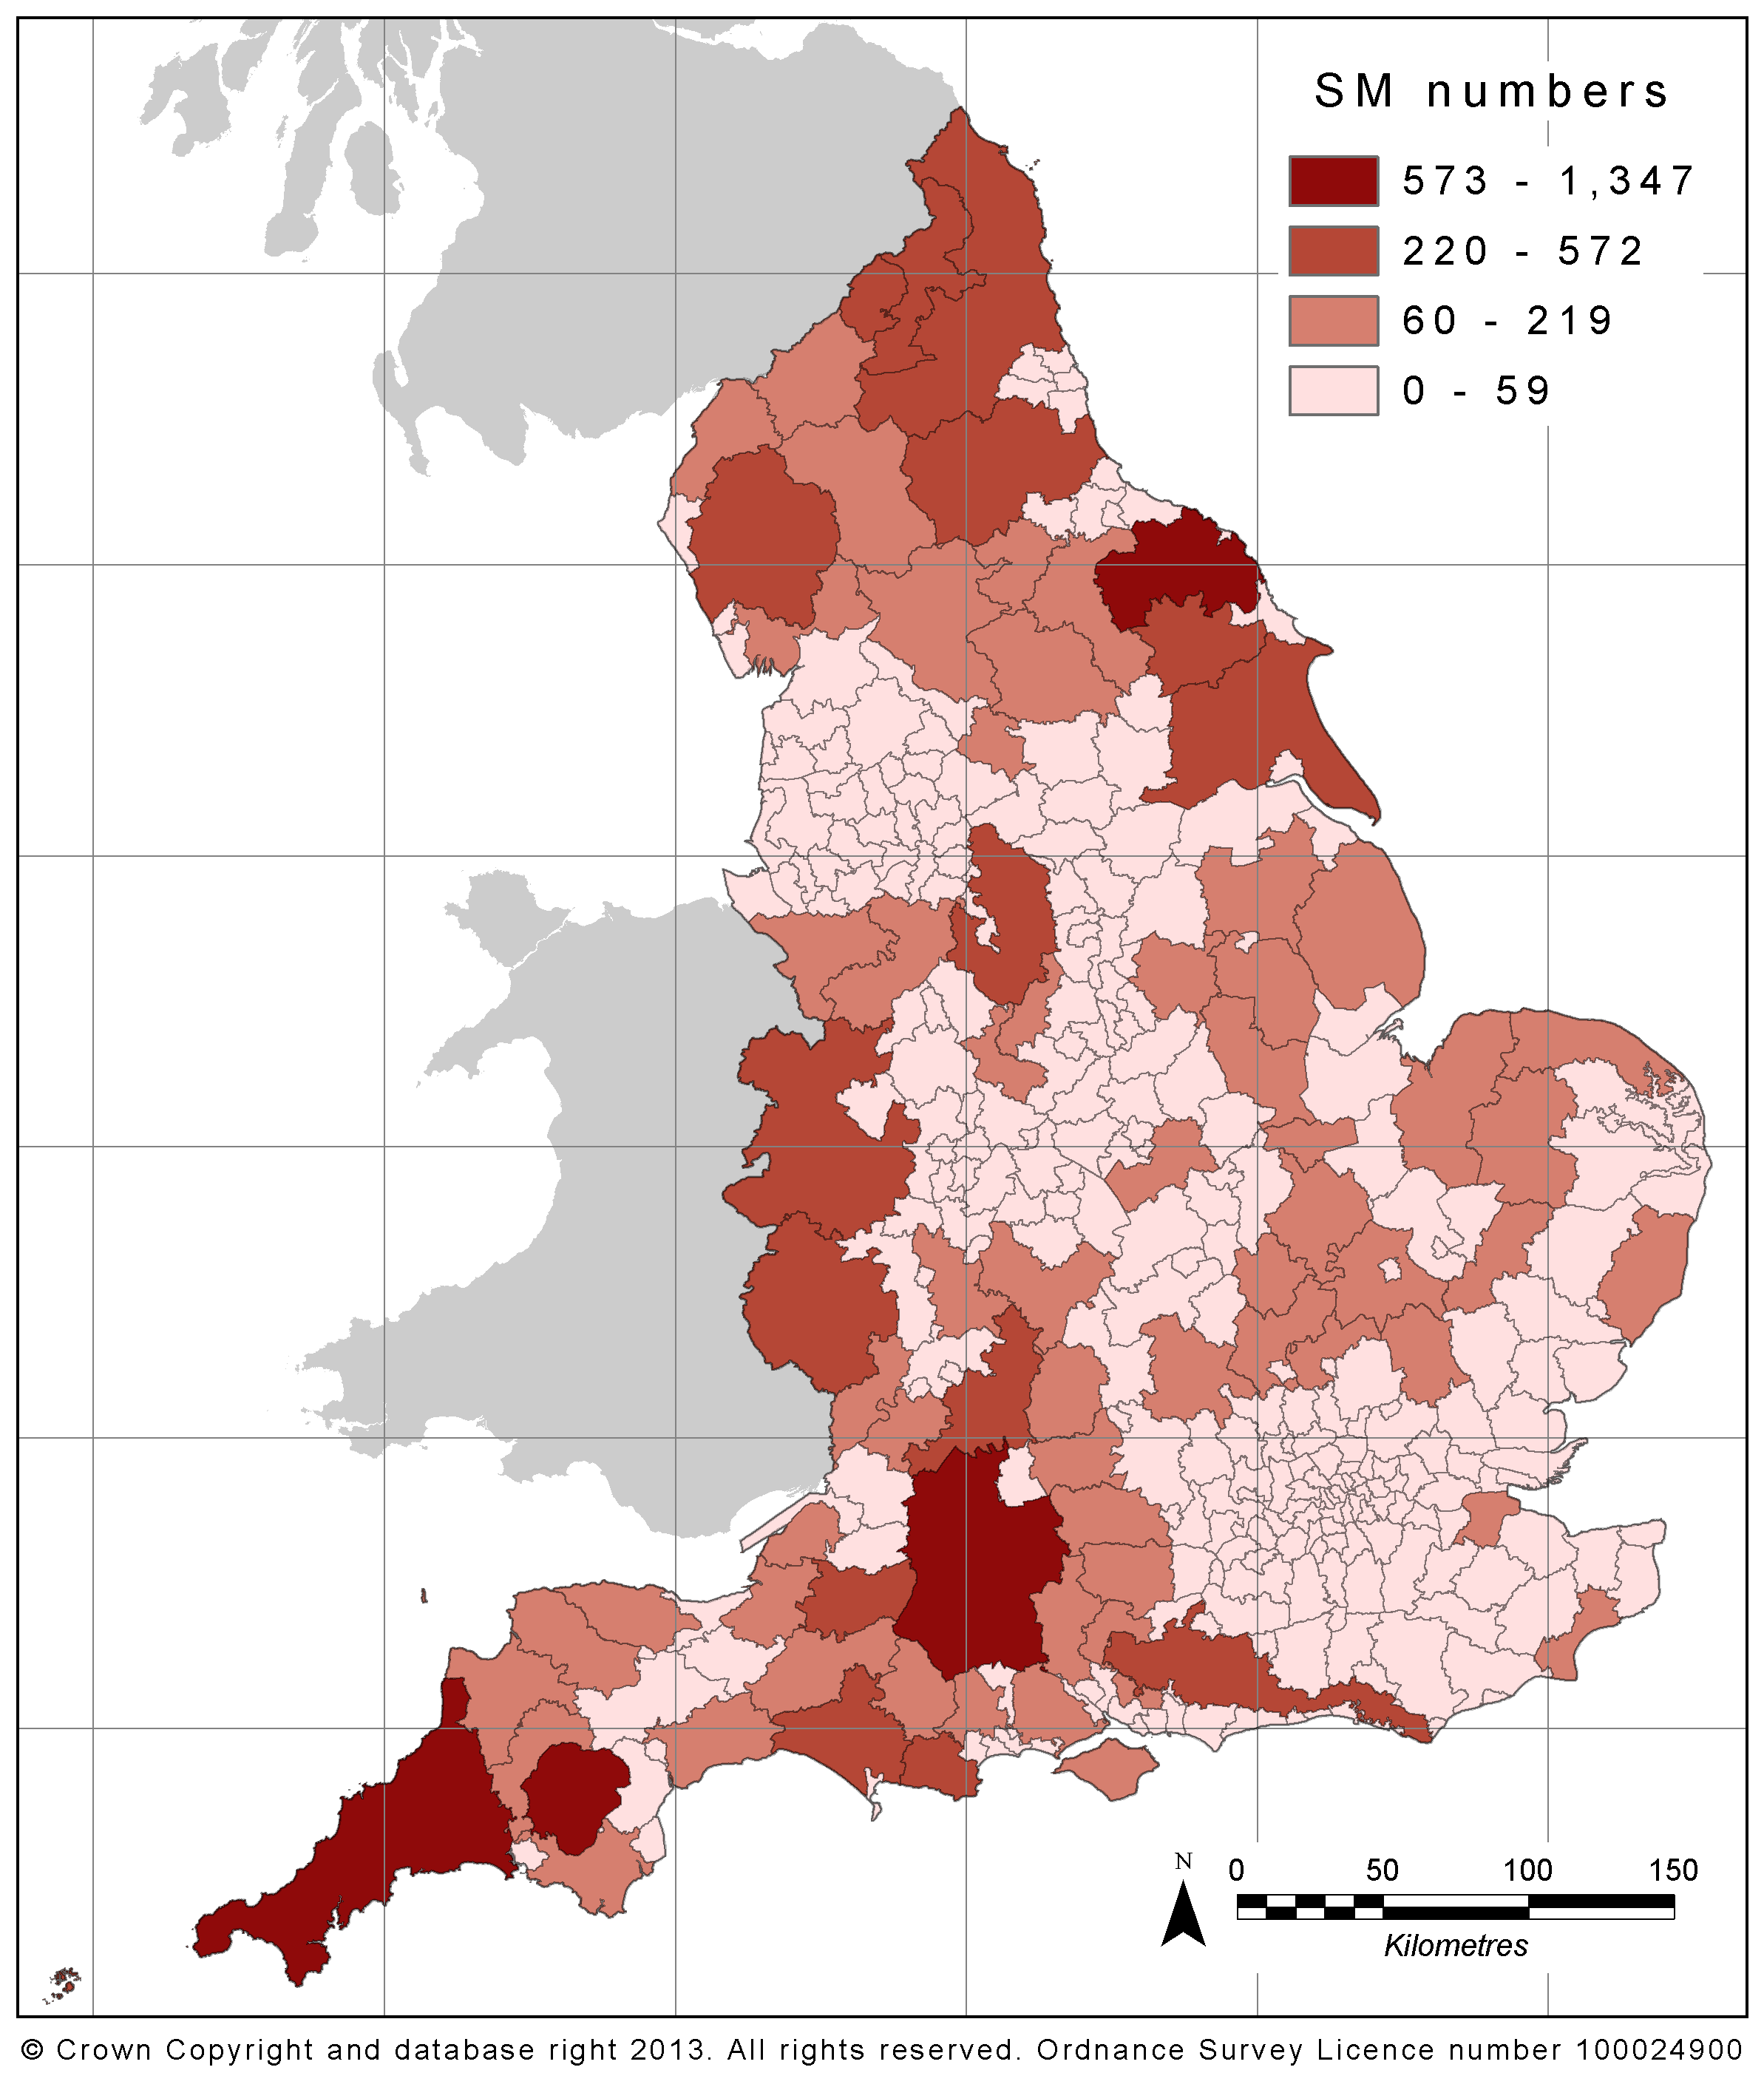 SM numbers
573 - 1,347
220 - 572
60 - 219
0 - 59
N
0 50 100 150
Kilometres
© Crown Copyright and database right 2013. All rights reserved. Ordnance Survey Licence number 100024900